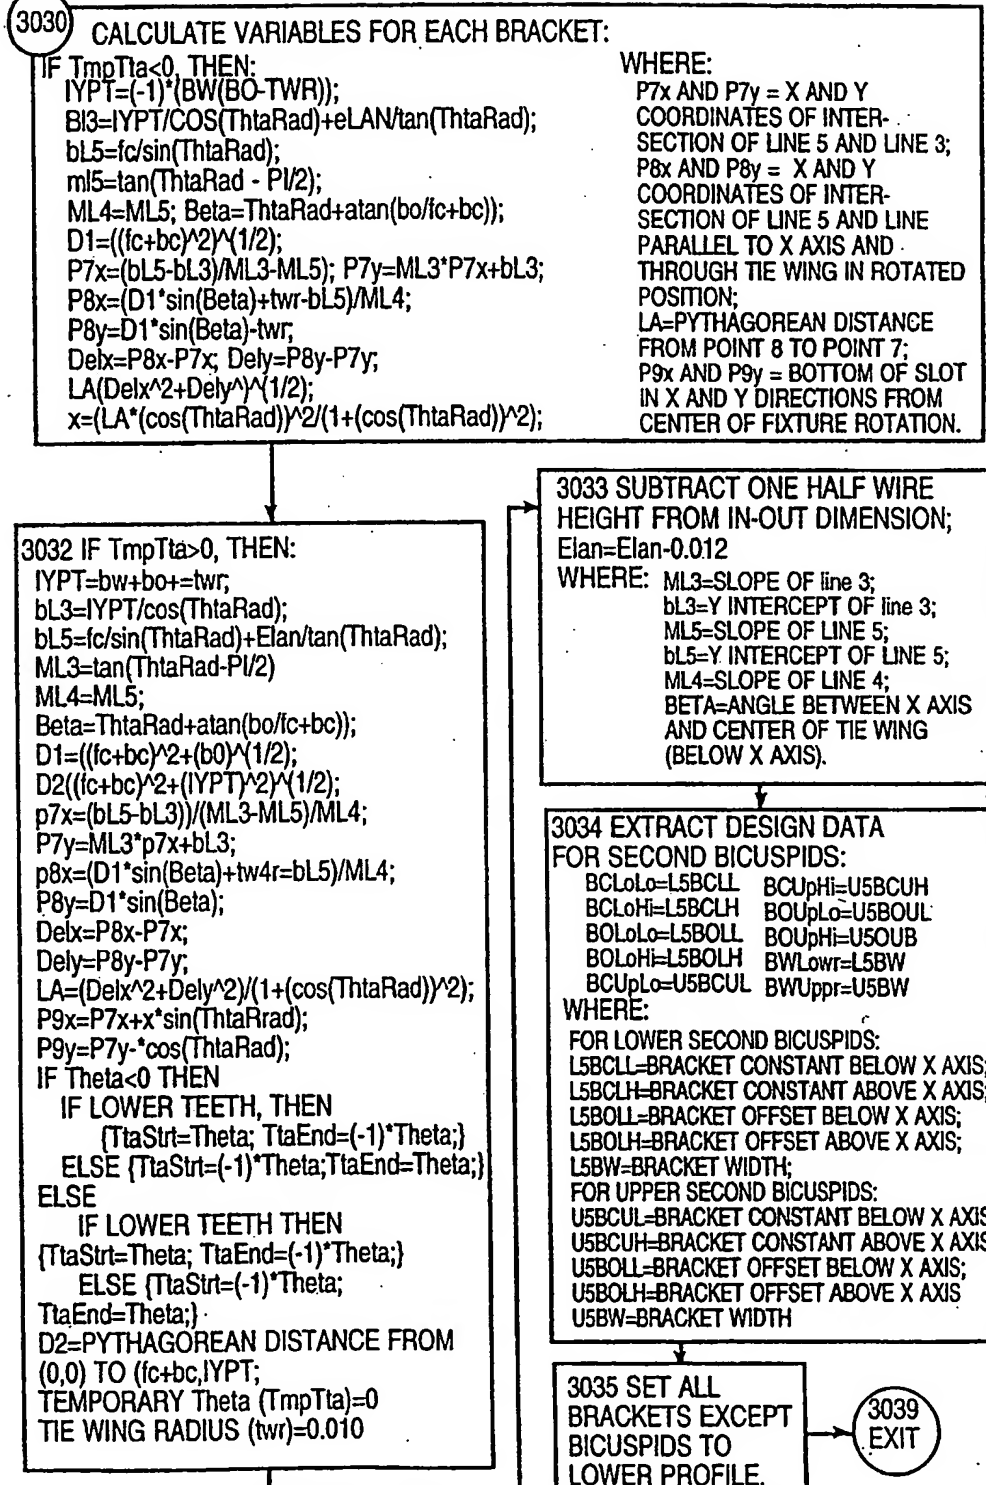 3030
CALCULATE VARIABLES FOR EACH BRACKET:
IF TmpTta<0, THEN:
IYPT=(-1)*(BW(BO-TWR));
Bl3=IYPT/COS(ThtaRad)+eLAN/tan(ThtaRad);
bL5=fc/sin(ThtaRad);
ml5=tan(ThtaRad - PI/2);
ML4=ML5; Beta=ThtaRad+atan(bo/fc+bc));
D1=((fc+bc)^2)^(1/2);
P7x=(bL5-bL3)/ML3-ML5); P7y=ML3*P7x+bL3;
P8x=(D1*sin(Beta)+twr-bL5)/ML4;
P8y=D1*sin(Beta)-twr;
Delx=P8x-P7x; Dely=P8y-P7y;
LA(Delx^2+Dely^)^(1/2);
x=(LA*(cos(ThtaRad))^2/(1+(cos(ThtaRad))^2);
WHERE:
P7x AND P7y = X AND Y
COORDINATES OF INTER-
SECTION OF LINE 5 AND LINE 3;
P8x AND P8y = X AND Y
COORDINATES OF INTER-
SECTION OF LINE 5 AND LINE
PARALLEL TO X AXIS AND
THROUGH TIE WING IN ROTATED
POSITION;
LA=PYTHAGOREAN DISTANCE
FROM POINT 8 TO POINT 7;
P9x AND P9y = BOTTOM OF SLOT
IN X AND Y DIRECTIONS FROM
CENTER OF FIXTURE ROTATION.
3032 IF TmpTta>0, THEN:
IYPT=bw+bo+=twr;
bL3=IYPT/cos(ThtaRad);
bL5=fc/sin(ThtaRad)+Elan/tan(ThtaRad);
ML3=tan(ThtaRad-PI/2)
ML4=ML5;
Beta=ThtaRad+atan(bo/fc+bc));
D1=((fc+bc)^2+(b0)^(1/2);
D2((fc+bc)^2+(IYPT)^2)^(1/2);
p7x=(bL5-bL3))/(ML3-ML5)/ML4;
P7y=ML3*p7x+bL3;
p8x=(D1*sin(Beta)+tw4r=bL5)/ML4;
P8y=D1*sin(Beta);
Delx=P8x-P7x;
Dely=P8y-P7y;
LA=(Delx^2+Dely^2)/(1+(cos(ThtaRad))^2);
P9x=P7x+x*sin(ThtaRrad);
P9y=P7y-*cos(ThtaRad);
IF Theta<0 THEN
IF LOWER TEETH, THEN
{TtaStrt=Theta; TtaEnd=(-1)*Theta;}
ELSE {TtaStrt=(-1)*Theta;TtaEnd=Theta;}
ELSE
IF LOWER TEETH THEN
{TtaStrt=Theta; TtaEnd=(-1)*Theta;}
ELSE {TtaStrt=(-1)*Theta;
TtaEnd=Theta;}
D2=PYTHAGOREAN DISTANCE FROM
(0,0) TO (fc+bc,IYPT;
TEMPORARY Theta (TmpTta)=0
TIE WING RADIUS (twr)=0.010
3033 SUBTRACT ONE HALF WIRE
HEIGHT FROM IN-OUT DIMENSION;
Elan=Elan-0.012
WHERE: ML3=SLOPE OF line 3;
bL3=Y INTERCEPT OF line 3;
ML5=SLOPE OF LINE 5;
bL5=Y INTERCEPT OF LINE 5;
ML4=SLOPE OF LINE 4;
BETA=ANGLE BETWEEN X AXIS
AND CENTER OF TIE WING
(BELOW X AXIS).
3034 EXTRACT DESIGN DATA
FOR SECOND BICUSPIDS:
BCLoLo=L5BCLL BCUpHi=U5BCUH
BCLoHi=L5BCLH BOUpLo=U5BOUL
BOLoLo=L5BOLL BOUpHi=U5OUB
BOLoHi=L5BOLH BWLowr=L5BW
BCUpLo=U5BCUL BWUppr=U5BW
WHERE:
FOR LOWER SECOND BICUSPIDS:
L5BCLL=BRACKET CONSTANT BELOW X AXIS;
L5BCLH=BRACKET CONSTANT ABOVE X AXIS;
L5BOLL=BRACKET OFFSET BELOW X AXIS;
L5BOLH=BRACKET OFFSET ABOVE X AXIS;
L5BW=BRACKET WIDTH;
FOR UPPER SECOND BICUSPIDS:
U5BCUL=BRACKET CONSTANT BELOW X AXIS
U5BCUH=BRACKET CONSTANT ABOVE X AXIS
U5BOLL=BRACKET OFFSET BELOW X AXIS;
U5BOLH=BRACKET OFFSET ABOVE X AXIS
U5BW=BRACKET WIDTH
3035 SET ALL
BRACKETS EXCEPT
BICUSPIDS TO
LOWER PROFILE.
3039
EXIT